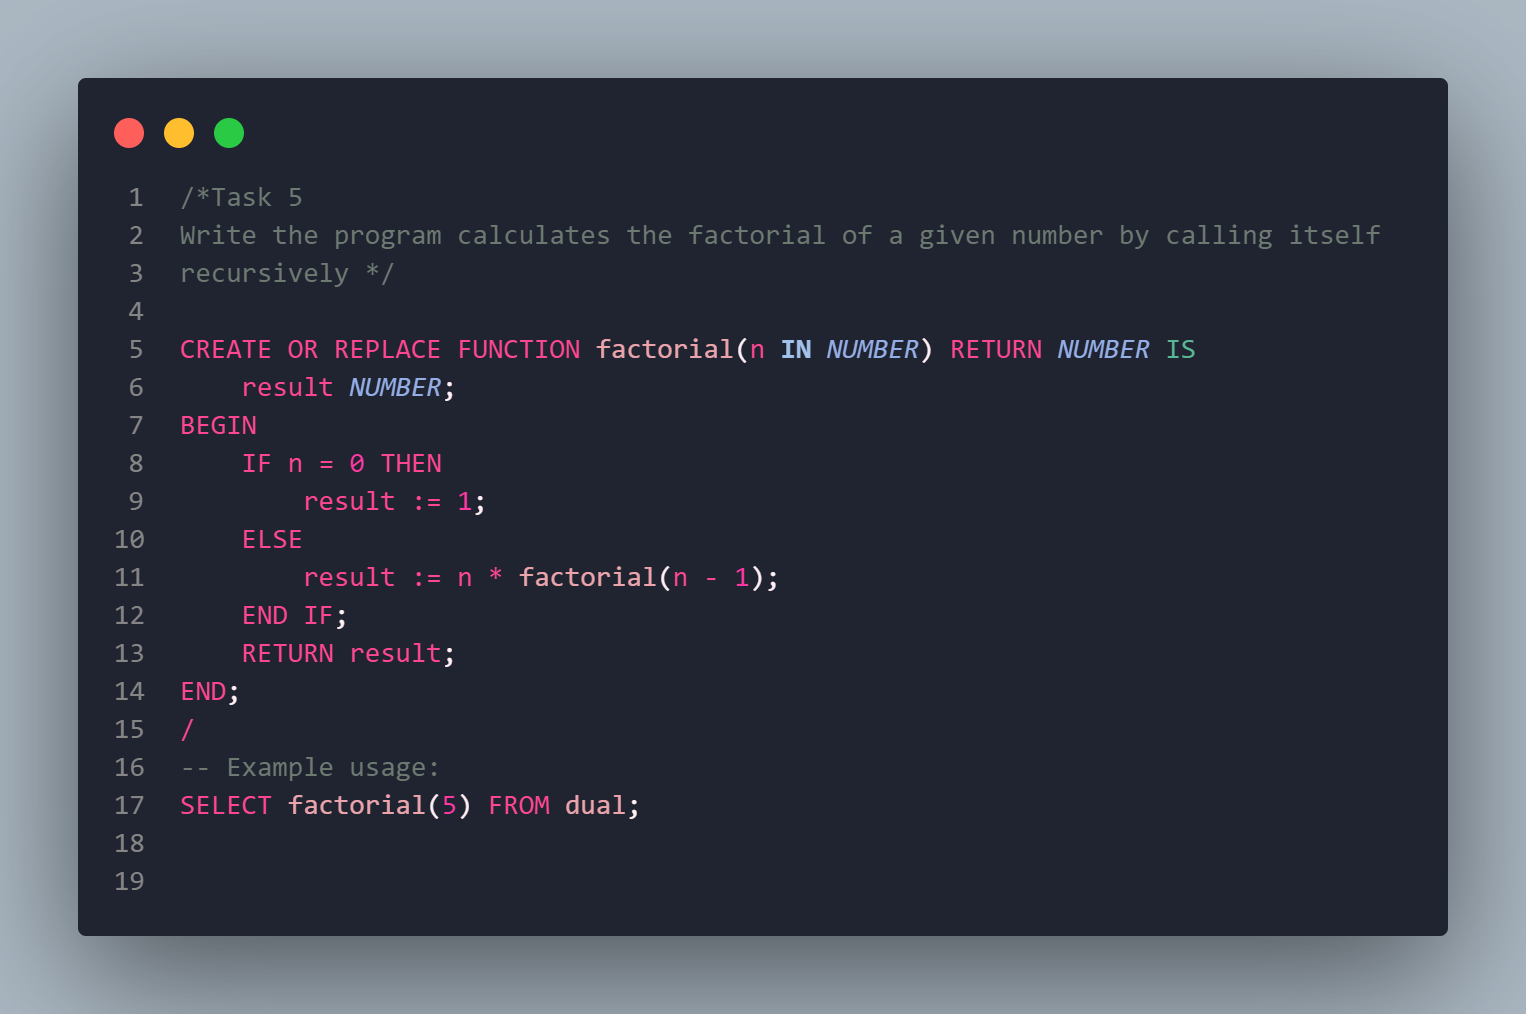 1 /*Task 5
2 Write the program calculates the factorial of a given number by calling itself
3 recursively */
4
5 CREATE OR REPLACE FUNCTION factorial(n IN NUMBER) RETURN NUMBER IS
6     result NUMBER;
7 BEGIN
8     IF n = 0 THEN
9         result := 1;
10     ELSE
11         result := n * factorial(n - 1);
12     END IF;
13     RETURN result;
14 END;
15 /
16 -- Example usage:
17 SELECT factorial(5) FROM dual;
18
19